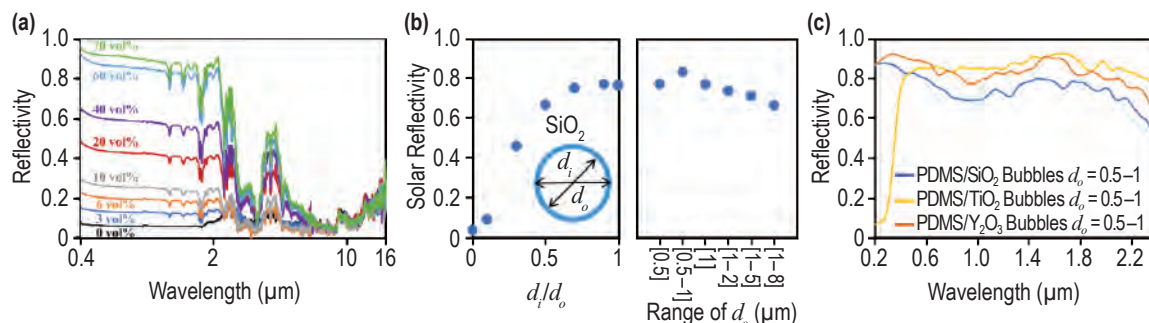 (a)
1.0
0.8
0.6
0.4
0.2
0
Reflectivity
70 vol%
60 vol%
40 vol%
20 vol%
10 vol%
6 vol%
3 vol%
0 vol%
0.4
2
10
16
Wavelength (µm)
(b)
1.0
0.8
0.6
0.4
0.2
0
Solar Reflectivity
SiO₂
dᵢ
dₒ
0
0.5
1
dᵢ/dₒ
[0.5]
[0.5–1]
[1]
[1–2]
[1–5]
[1–8]
Range of dₒ (µm)
(c)
1.0
0.8
0.6
0.4
0.2
0
Reflectivity
PDMS/SiO₂ Bubbles dₒ = 0.5–1
PDMS/TiO₂ Bubbles dₒ = 0.5–1
PDMS/Y₂O₃ Bubbles dₒ = 0.5–1
0.2
0.6
1.0
1.4
1.8
2.2
Wavelength (µm)